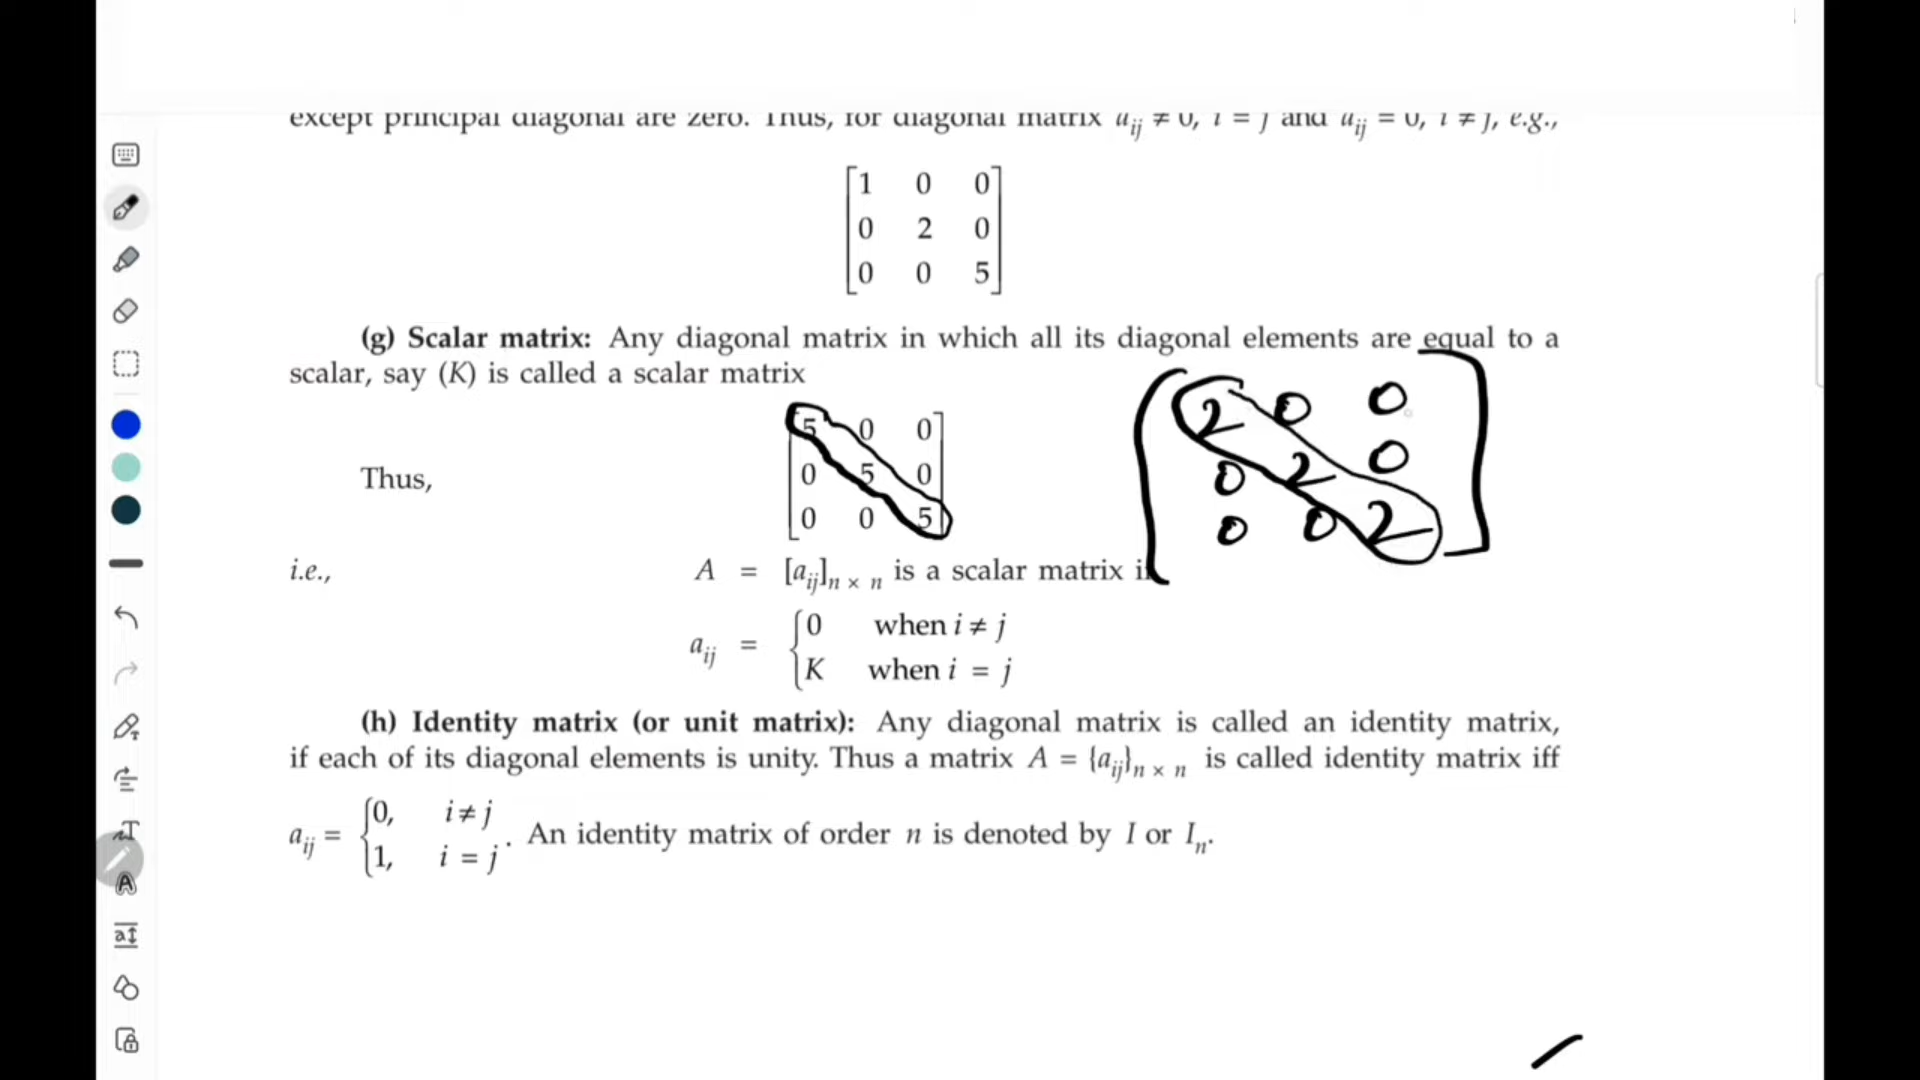 except principal diagonal are zero. Thus, for diagonal matrix aij ≠ 0, i = j and aij = 0, i ≠ j, e.g.,
1 0 0
0 2 0
0 0 5
(g) Scalar matrix: Any diagonal matrix in which all its diagonal elements are equal to a
scalar, say (K) is called a scalar matrix
5 0 0
Thus, 0 5 0
0 0 5
2 0 0
0 2 0
0 0 2
i.e., A = [aij]n × n is a scalar matrix
aij = { 0 when i ≠ j
K when i = j
(h) Identity matrix (or unit matrix): Any diagonal matrix is called an identity matrix,
if each of its diagonal elements is unity. Thus a matrix A = {aij}n × n is called identity matrix iff
aij = { 0, i ≠ j
1, i = j . An identity matrix of order n is denoted by I or In.